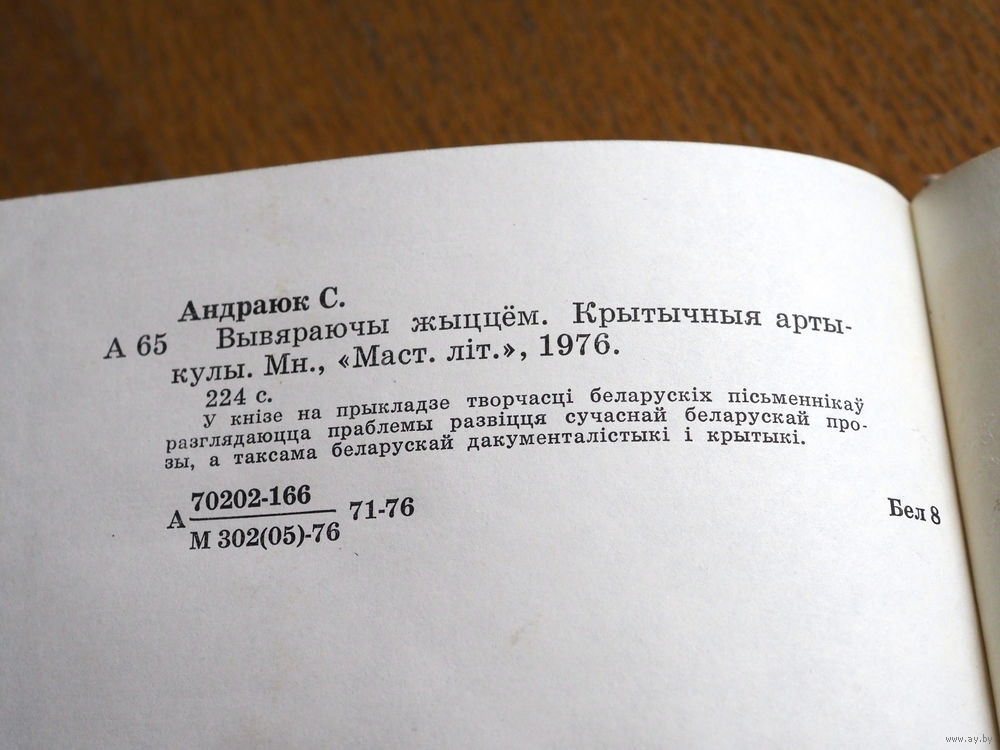 Андраюк С.
А 65 Вывяраючы жыццём. Крытычныя арты-
кулы. Мн., «Маст. літ.», 1976.
224 с.
У кнізе на прыкладзе творчасці беларускіх пісьменнікаў
разглядаюцца праблемы развіцця сучаснай беларускай про-
зы, а таксама беларускай дакументалістыкі і крытыкі.
А 70202-166
М 302(05)-76 71-76
Бел 8
www.ay.by